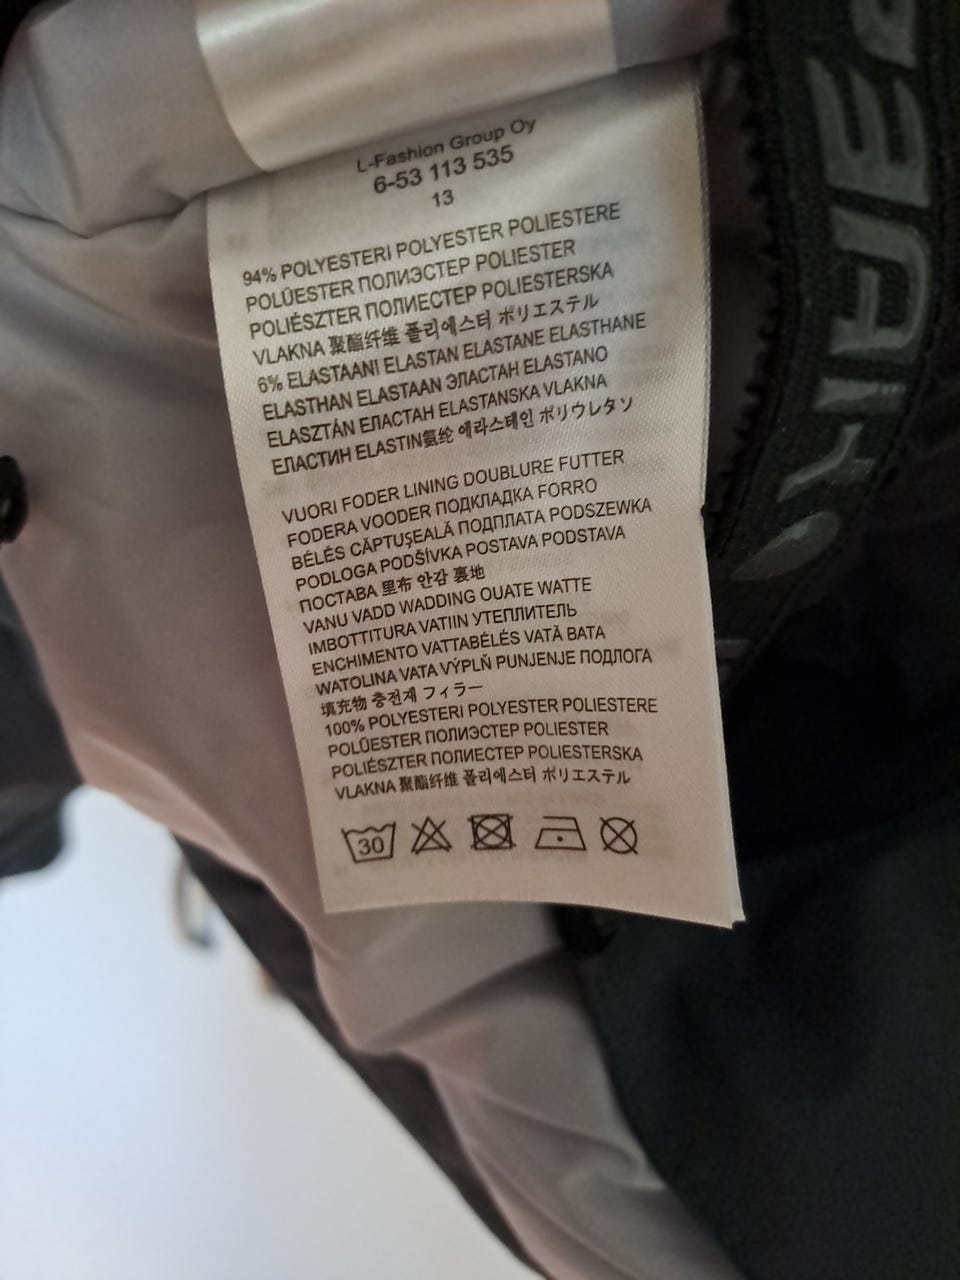 L-Fashion Group Oy
6-53 113 535
13
94% POLYESTERI POLYESTER POLIESTERE
POLÜESTER ПОЛИЭСТЕР POLIESTER
POLIÉSZTER ПОЛИЕСТЕР POLIESTERSKA
VLAKNA 聚酯纤维 폴리에스터 ポリエステル
6% ELASTAANI ELASTAN ELASTANE ELASTHANE
ELASTHAN ELASTAAN ЭЛАСТАН ELASTANO
ELASZTÁN ЕЛАСТАН ELASTANSKA VLAKNA
ЕЛАСТИН ELASTIN氨纶 에라스테인 ポリウレタン
VUORI FODER LINING DOUBLURE FUTTER
FODERA VOODER ПОДКЛАДКА FORRO
BÉLÉS CĂPTUŞEALĂ ПОДПЛАТА PODSZEWKA
PODLOGA PODŠÍVKA POSTAVA PODSTAVA
ПОСТАВА 里布 안감 裏地
VANU VADD WADDING OUATE WATTE
IMBOTTITURA VATIIN УТЕПЛИТЕЛЬ
ENCHIMENTO VATTABÉLÉS VATĂ BATA
WATOLINA VATA VÝPLŇ PUNJENJE ПОДЛОГА
填充物 충전재 フィラー
100% POLYESTERI POLYESTER POLIESTERE
POLÜESTER ПОЛИЭСТЕР POLIESTER
POLIÉSZTER ПОЛИЕСТЕР POLIESTERSKA
VLAKNA 聚酯纤维 폴리에스터 ポリエステル
30